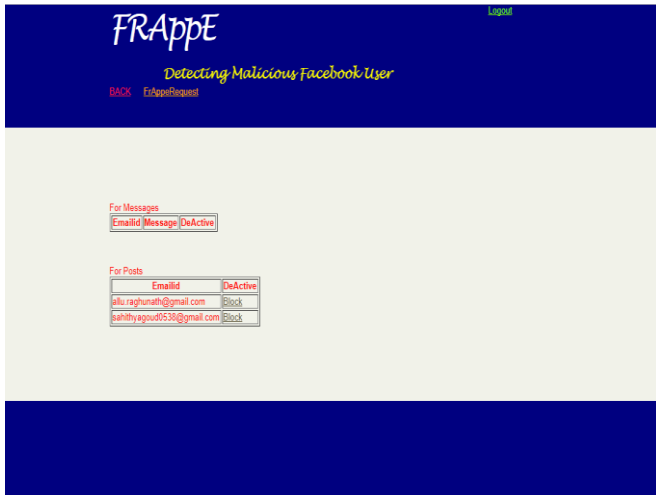 Logout
FRAppE
Detecting Malicious Facebook User
BACK FrAppeRequest
For Messages
Emailid Message DeActive
For Posts
Emailid DeActive
allu.raghunath@gmail.com Block
sahithyagoud0538@gmail.com Block